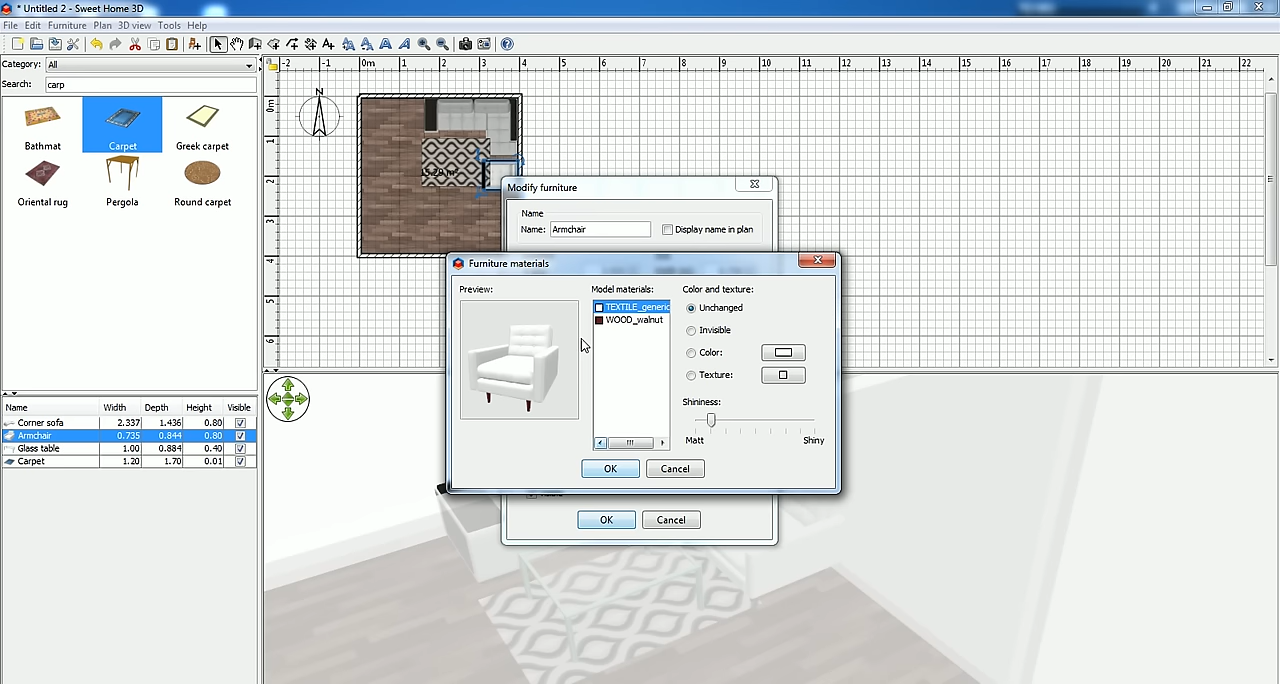 * Untitled 2 - Sweet Home 3D
File Edit Furniture Plan 3D view Tools Help
Category: All
Search: carp
Bathmat Carpet Greek carpet
Oriental rug Pergola Round carpet
-2 -1 0m 1 2 3 4 5 6 7 8 9 10 11 12 13 14 15 16 17 18 19 20 21 22
0m
1
2
3
4
5
6
N
Modify furniture
Name
Name: Armchair Display name in plan
Furniture materials
Preview: Model materials: Color and texture:
TEXTILE_generic
WOOD_walnut
Unchanged
Invisible
Color:
Texture:
Shininess:
Matt Shiny
OK Cancel
OK Cancel
Name Width Depth Height Visible
Corner sofa 2.337 1.436 0.80
Armchair 0.735 0.844 0.80
Glass table 1.00 0.884 0.40
Carpet 1.20 1.70 0.01